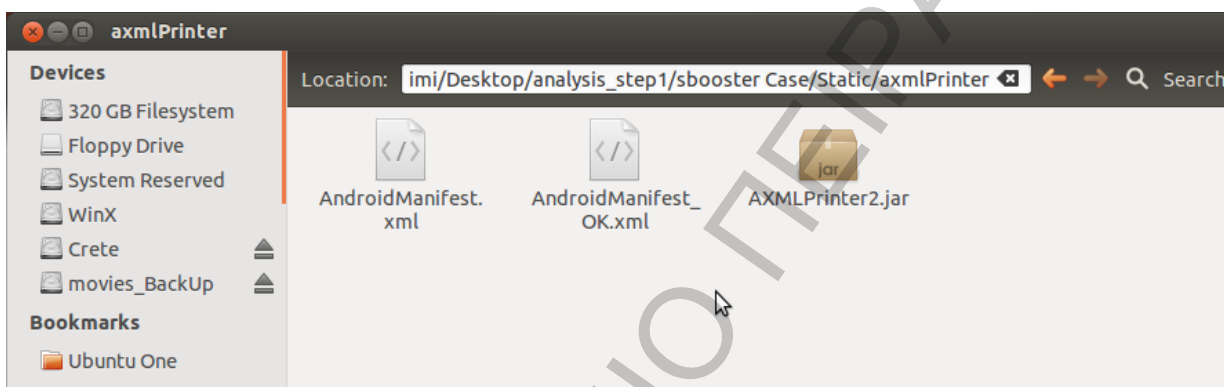 axmlPrinter
Devices
320 GB Filesystem
Floppy Drive
System Reserved
WinX
Crete
movies_BackUp
Bookmarks
Ubuntu One
Location: imi/Desktop/analysis_step1/sbooster Case/Static/axmlPrinter Search
AndroidManifest.
xml
AndroidManifest_
OK.xml
jar
AXMLPrinter2.jar
ΠΕΙΡΑ